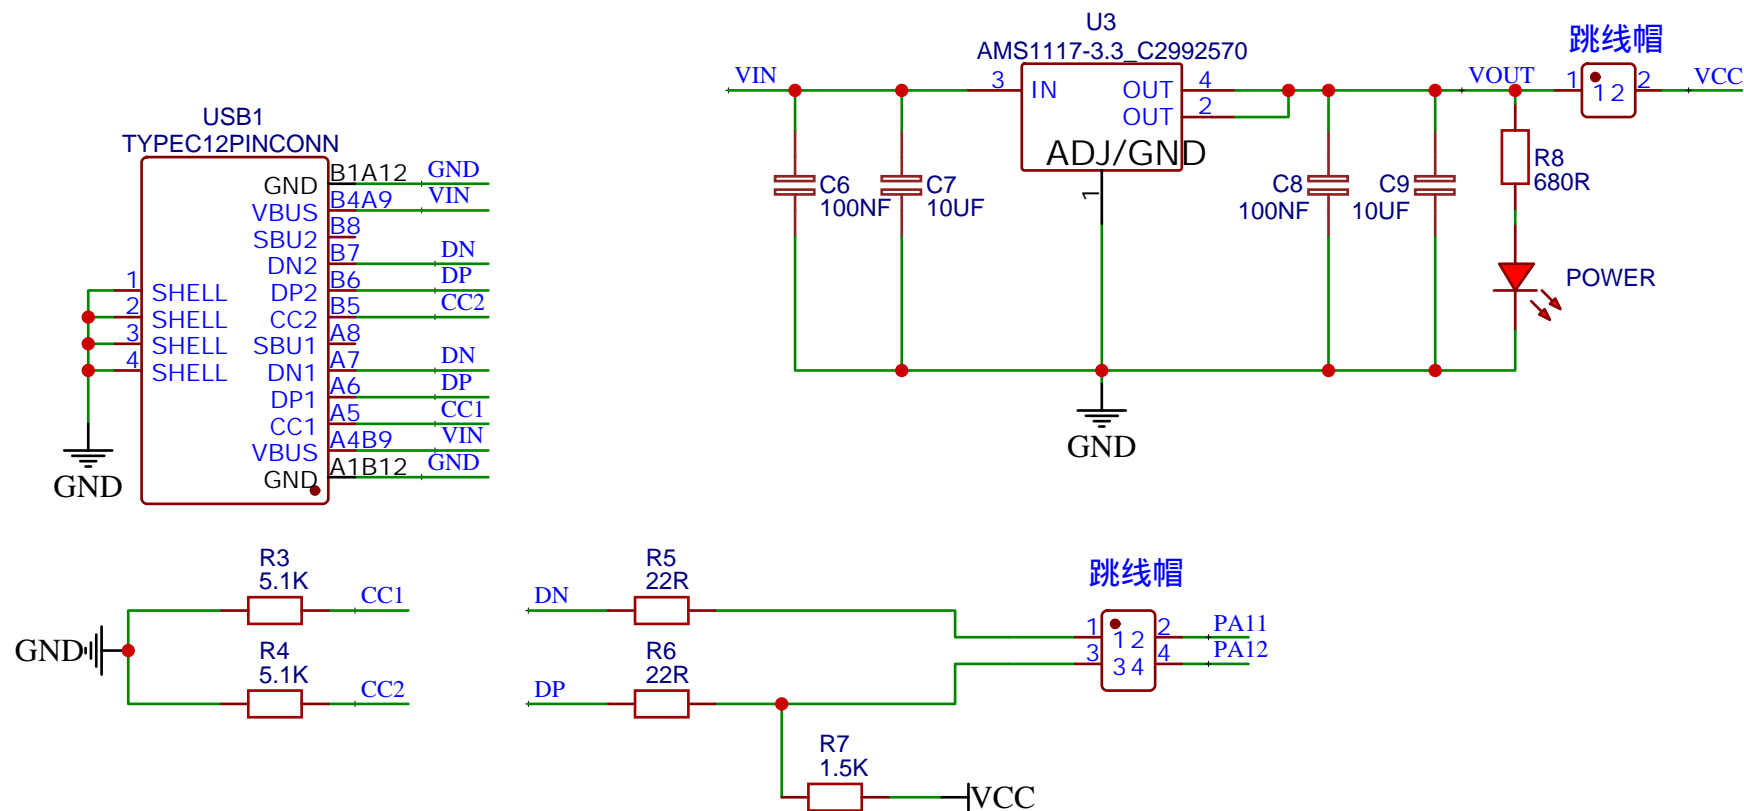 USB1
TYPEC12PINCONN
GND B1A12 GND
VBUS B4A9 VIN
SBU2 B8
DN2 B7 DN
1 SHELL DP2 B6 DP
2 SHELL CC2 B5 CC2
3 SHELL SBU1 A8
4 SHELL DN1 A7 DN
DP1 A6 DP
CC1 A5 CC1
VBUS A4B9 VIN
GND A1B12 GND
GND
U3
AMS1117-3.3_C2992570
跳线帽
VIN 3 IN OUT 4 VOUT 1 1 2 2 VCC
OUT 2
ADJ/GND
1
C6
100NF
C7
10UF
C8
100NF
C9
10UF
R8
680R
POWER
GND
R3
5.1K
CC1
GND
R4
5.1K
CC2
R5
22R
DN
R6
22R
DP
跳线帽
1 1 2 2 PA11
3 3 4 4 PA12
R7
1.5K
VCC